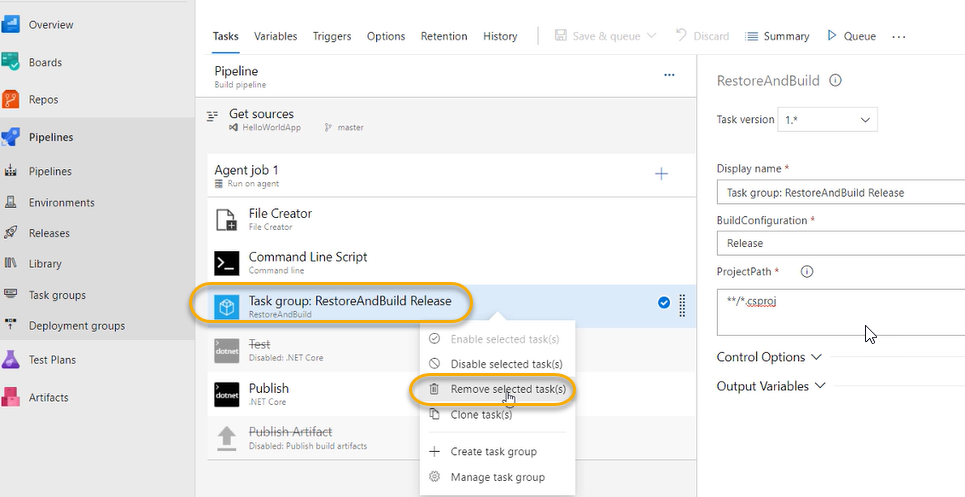 Overview
Boards
Repos
Pipelines
Pipelines
Environments
Releases
Library
Task groups
Deployment groups
Test Plans
Artifacts
Tasks Variables Triggers Options Retention History Save & queue Discard Summary Queue ...
Pipeline ...
Build pipeline
Get sources
HelloWorldApp master
Agent job 1
Run on agent
File Creator
File Creator
Command Line Script
Command line
Task group: RestoreAndBuild Release
RestoreAndBuild
Test
Disabled: .NET Core
dotnet
Publish
.NET Core
dotnet
Publish Artifact
Disabled: Publish build artifacts
Enable selected task(s)
Disable selected task(s)
Remove selected task(s)
Clone task(s)
Create task group
Manage task group
RestoreAndBuild
Task version 1.*
Display name *
Task group: RestoreAndBuild Release
BuildConfiguration *
Release
ProjectPath *
**/*.csproj
Control Options
Output Variables